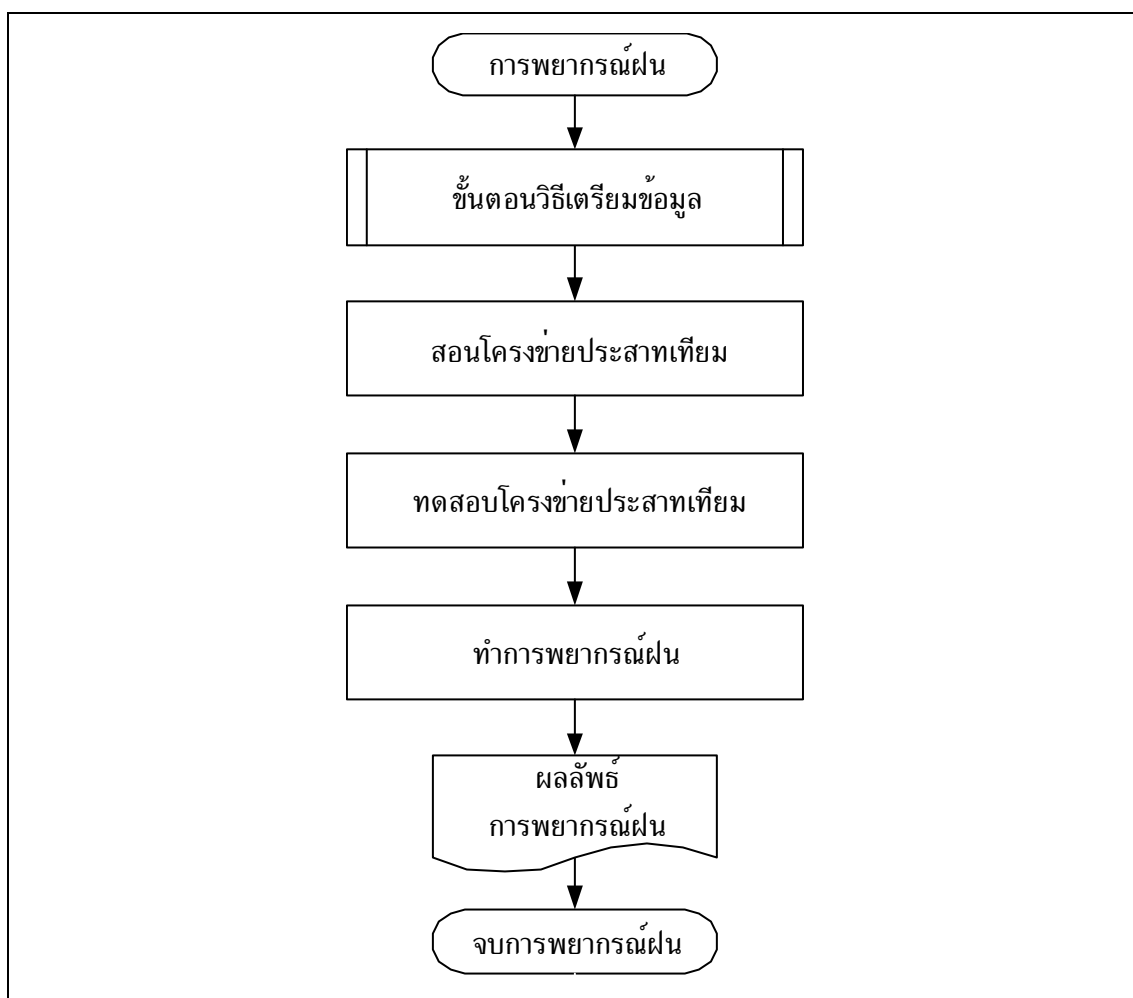 การพยากรณ์ฝน
ขั้นตอนวิธีเตรียมข้อมูล
สอนโครงข่ายประสาทเทียม
ทดสอบโครงข่ายประสาทเทียม
ทำการพยากรณ์ฝน
ผลลัพธ์
การพยากรณ์ฝน
จบการพยากรณ์ฝน